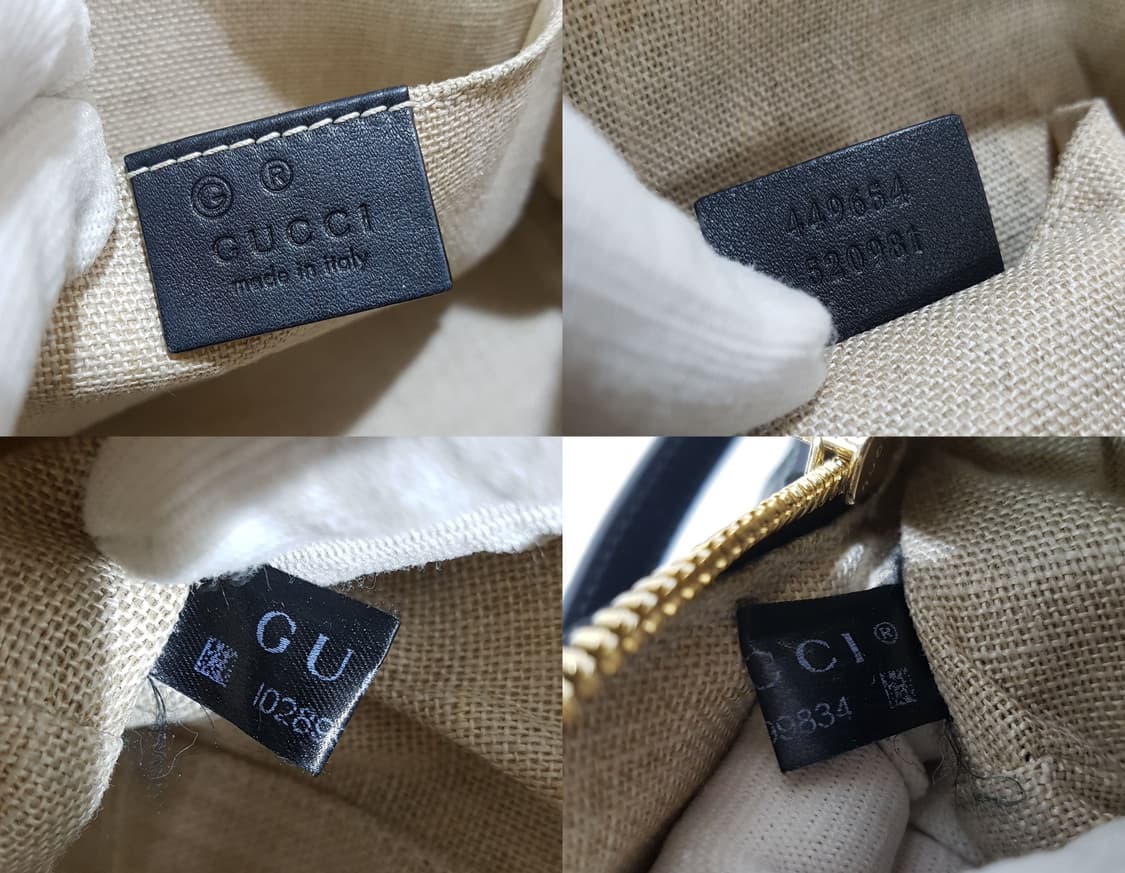 G ®
GUCCI
made in italy
449654
520981
GU
10289
CCI®
99834